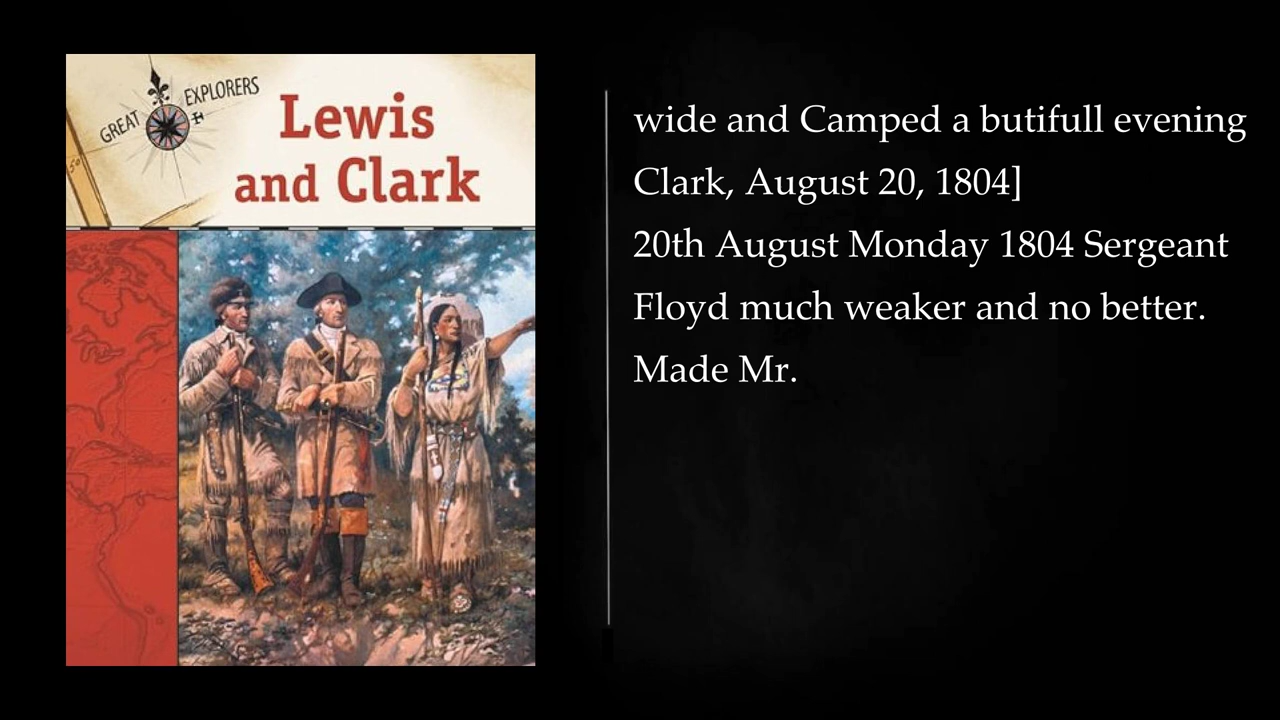 GREAT EXPLORERS
Lewis
and Clark
50
wide and Camped a butifull evening
Clark, August 20, 1804]
20th August Monday 1804 Sergeant
Floyd much weaker and no better.
Made Mr.